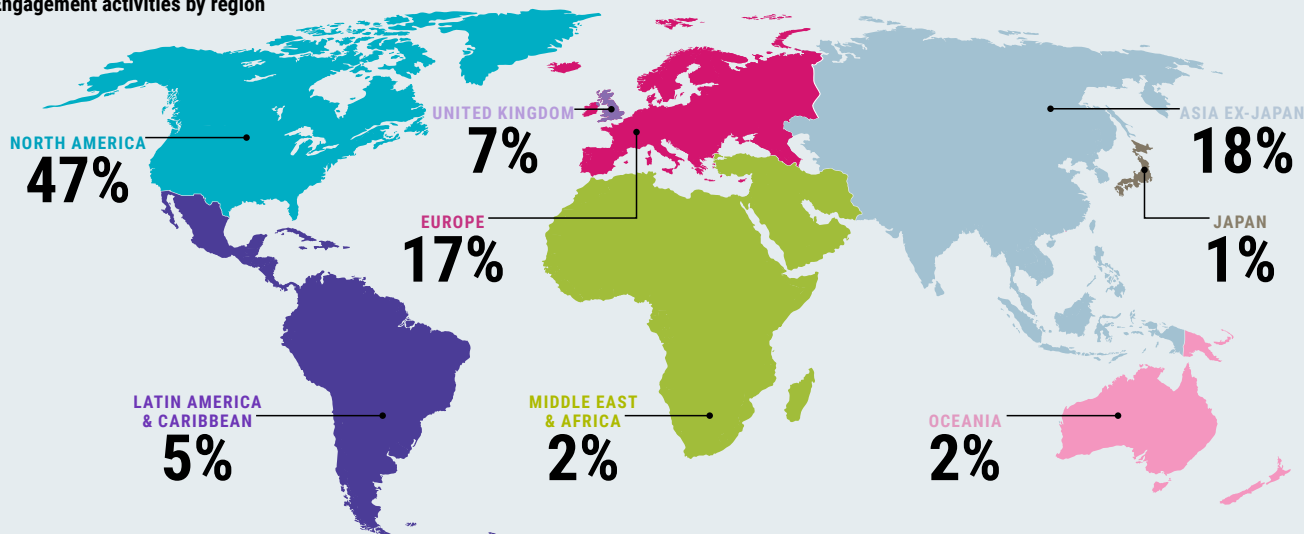 Engagement activities by region
UNITED KINGDOM
7%
ASIA EX-JAPAN
18%
NORTH AMERICA
47%
EUROPE
17%
JAPAN
1%
LATIN AMERICA
& CARIBBEAN
5%
MIDDLE EAST
& AFRICA
2%
OCEANIA
2%